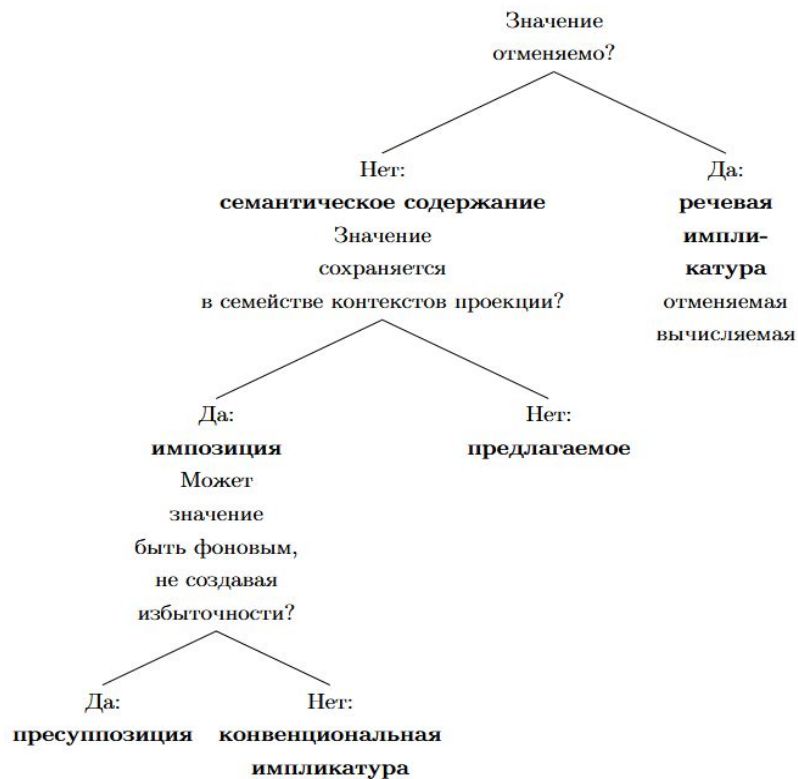 Значение
отменяемо?
Нет:
семантическое содержание
Значение
сохраняется
в семействе контекстов проекции?
Да:
речевая
импли-
катура
отменяемая
вычисляемая
Да:
импозиция
Может
значение
быть фоновым,
не создавая
избыточности?
Нет:
предлагаемое
Да:
пресуппозиция
Нет:
конвенциональная
импликатура